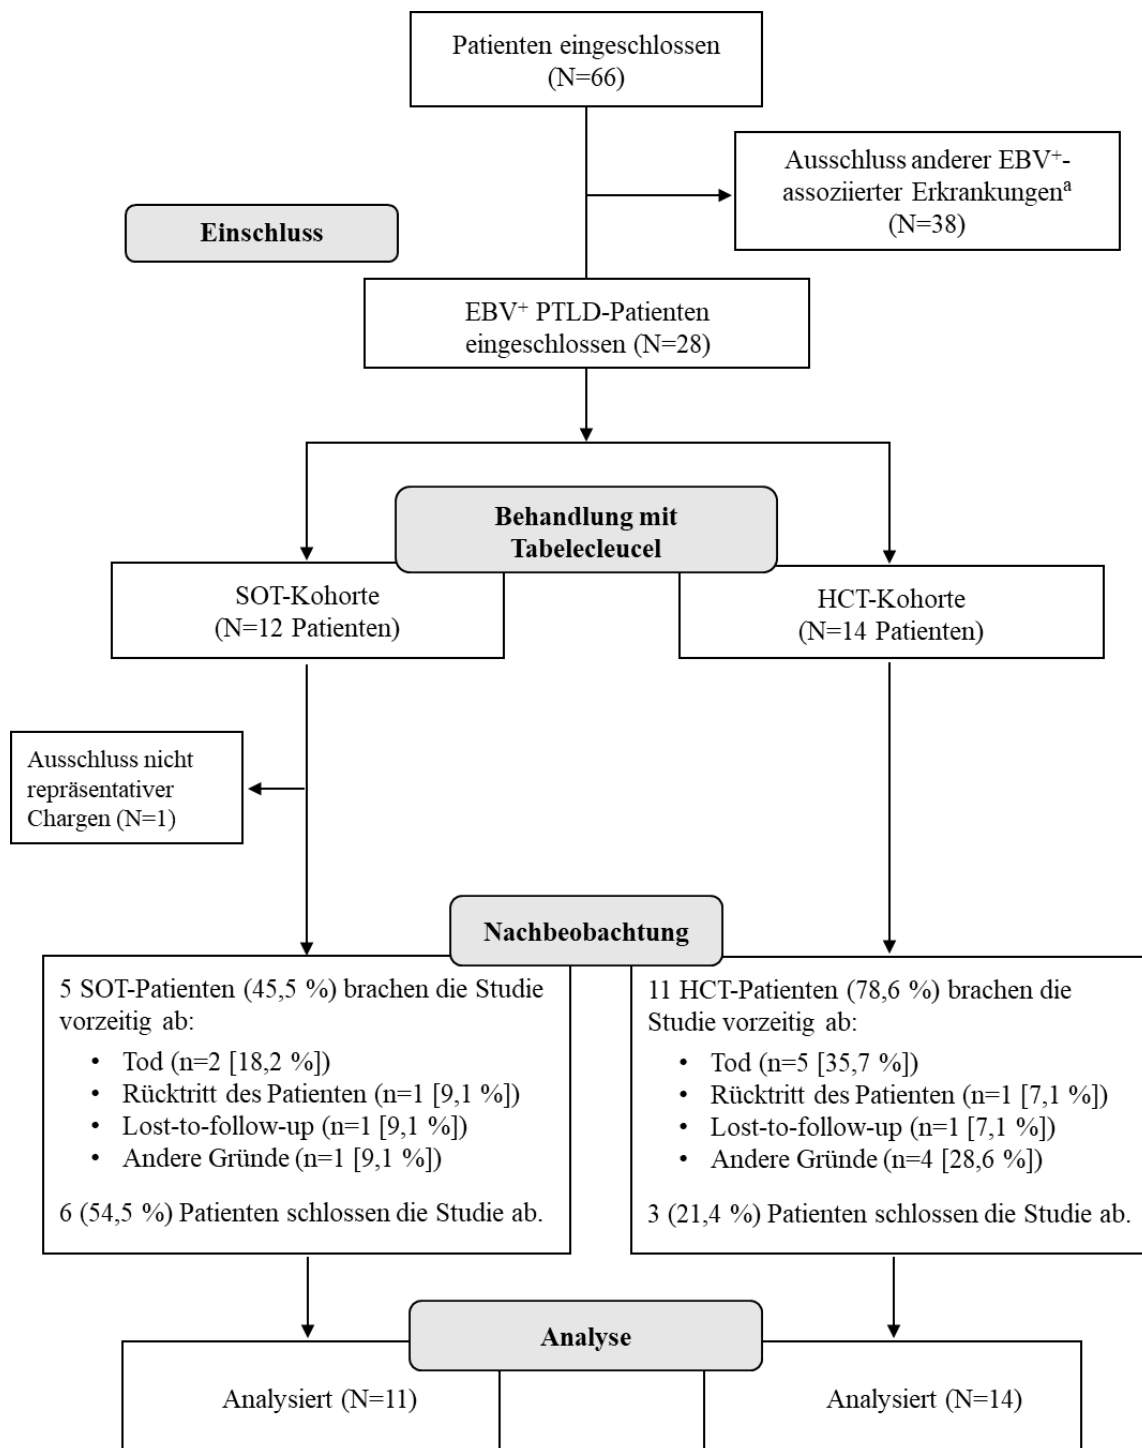 Patienten eingeschlossen
(N=66)
Ausschluss anderer EBV⁺-
assoziierter Erkrankungenᵃ
(N=38)
Einschluss
EBV⁺ PTLD-Patienten
eingeschlossen (N=28)
Behandlung mit
Tabelecleucel
SOT-Kohorte
(N=12 Patienten)
HCT-Kohorte
(N=14 Patienten)
Ausschluss nicht
repräsentativer
Chargen (N=1)
Nachbeobachtung
5 SOT-Patienten (45,5 %) brachen die Studie
vorzeitig ab:
• Tod (n=2 [18,2 %])
• Rücktritt des Patienten (n=1 [9,1 %])
• Lost-to-follow-up (n=1 [9,1 %])
• Andere Gründe (n=1 [9,1 %])
6 (54,5 %) Patienten schlossen die Studie ab.
11 HCT-Patienten (78,6 %) brachen die
Studie vorzeitig ab:
• Tod (n=5 [35,7 %])
• Rücktritt des Patienten (n=1 [7,1 %])
• Lost-to-follow-up (n=1 [7,1 %])
• Andere Gründe (n=4 [28,6 %])
3 (21,4 %) Patienten schlossen die Studie ab.
Analyse
Analysiert (N=11)
Analysiert (N=14)